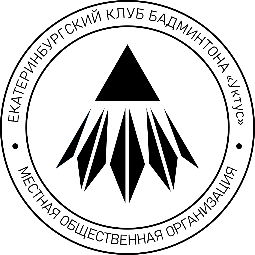 ЕКАТЕРИНБУРГСКИЙ КЛУБ БАДМИНТОНА «Уктус»
МЕСТНАЯ ОБЩЕСТВЕННАЯ ОРГАНИЗАЦИЯ